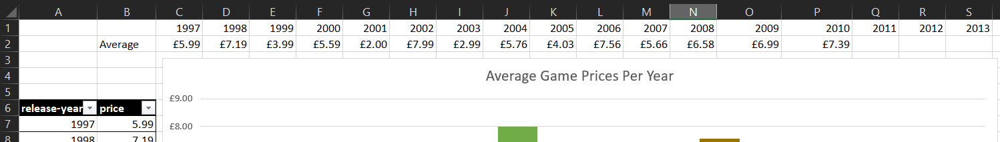 A B C D E F G H I J K L M N O P Q R S
1 1997 1998 1999 2000 2001 2002 2003 2004 2005 2006 2007 2008 2009 2010 2011 2012 2013
2 Average £5.99 £7.19 £3.99 £5.59 £2.00 £7.99 £2.99 £5.76 £4.03 £7.56 £5.66 £6.58 £6.99 £7.39
3
4 Average Game Prices Per Year
5
£9.00
6 release-year price
7 1997 5.99 £8.00
8 1998 7.19